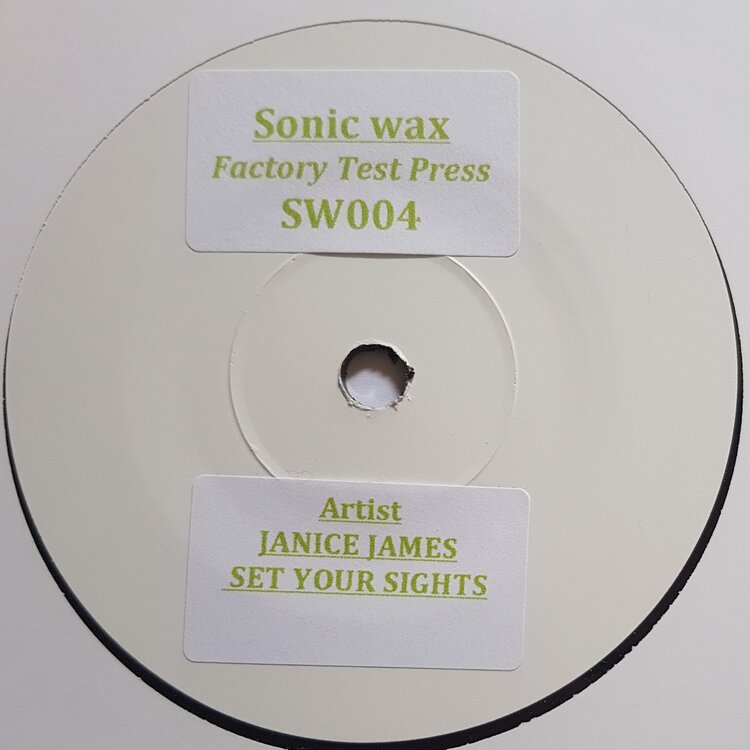 Sonic wax
Factory Test Press
SW004
Artist
JANICE JAMES
SET YOUR SIGHTS